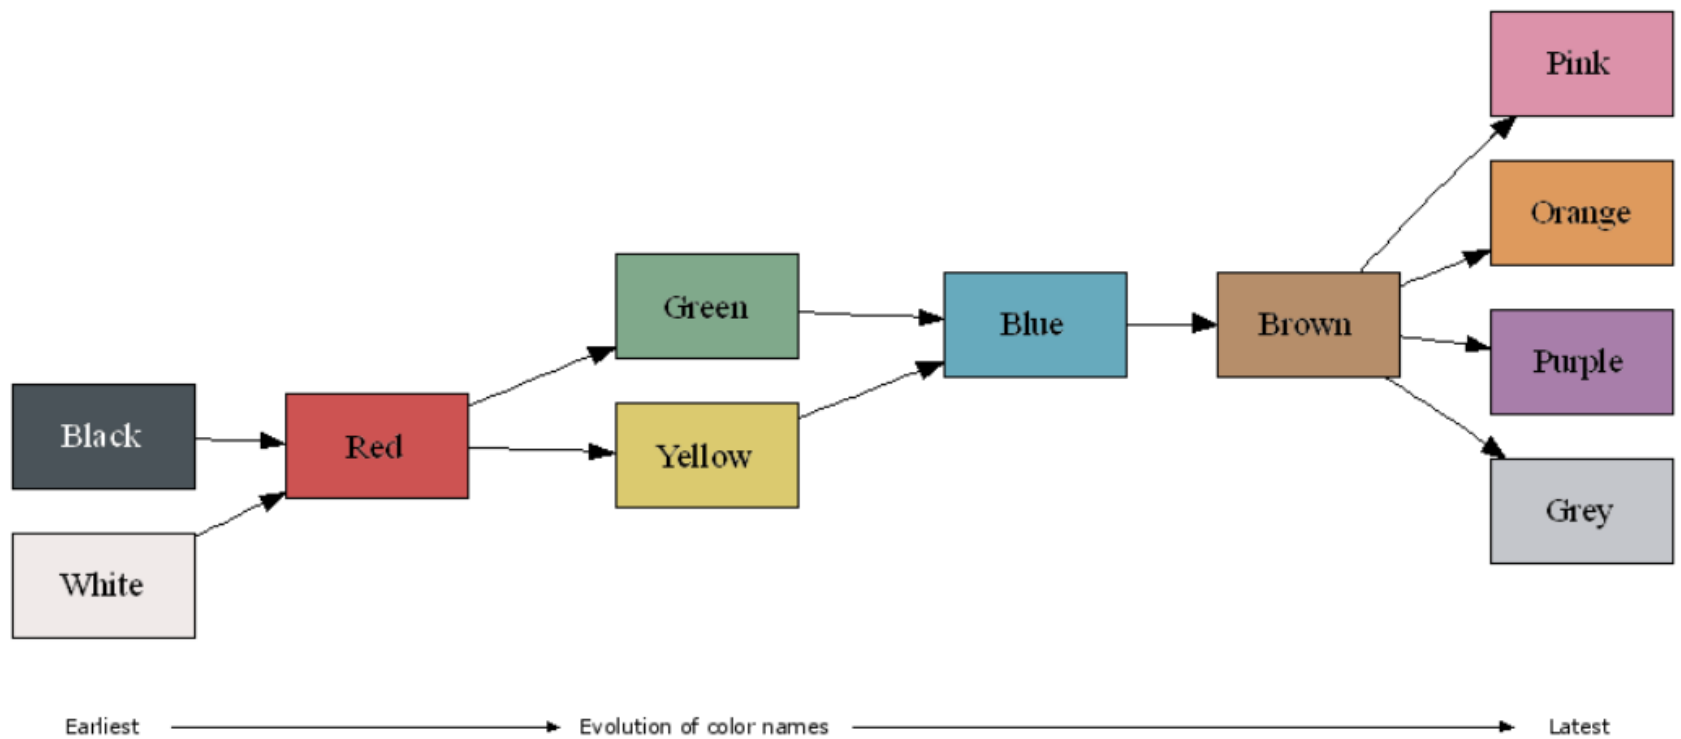 Black
White
Red
Green
Yellow
Blue
Brown
Pink
Orange
Purple
Grey
Earliest
Evolution of color names
Latest